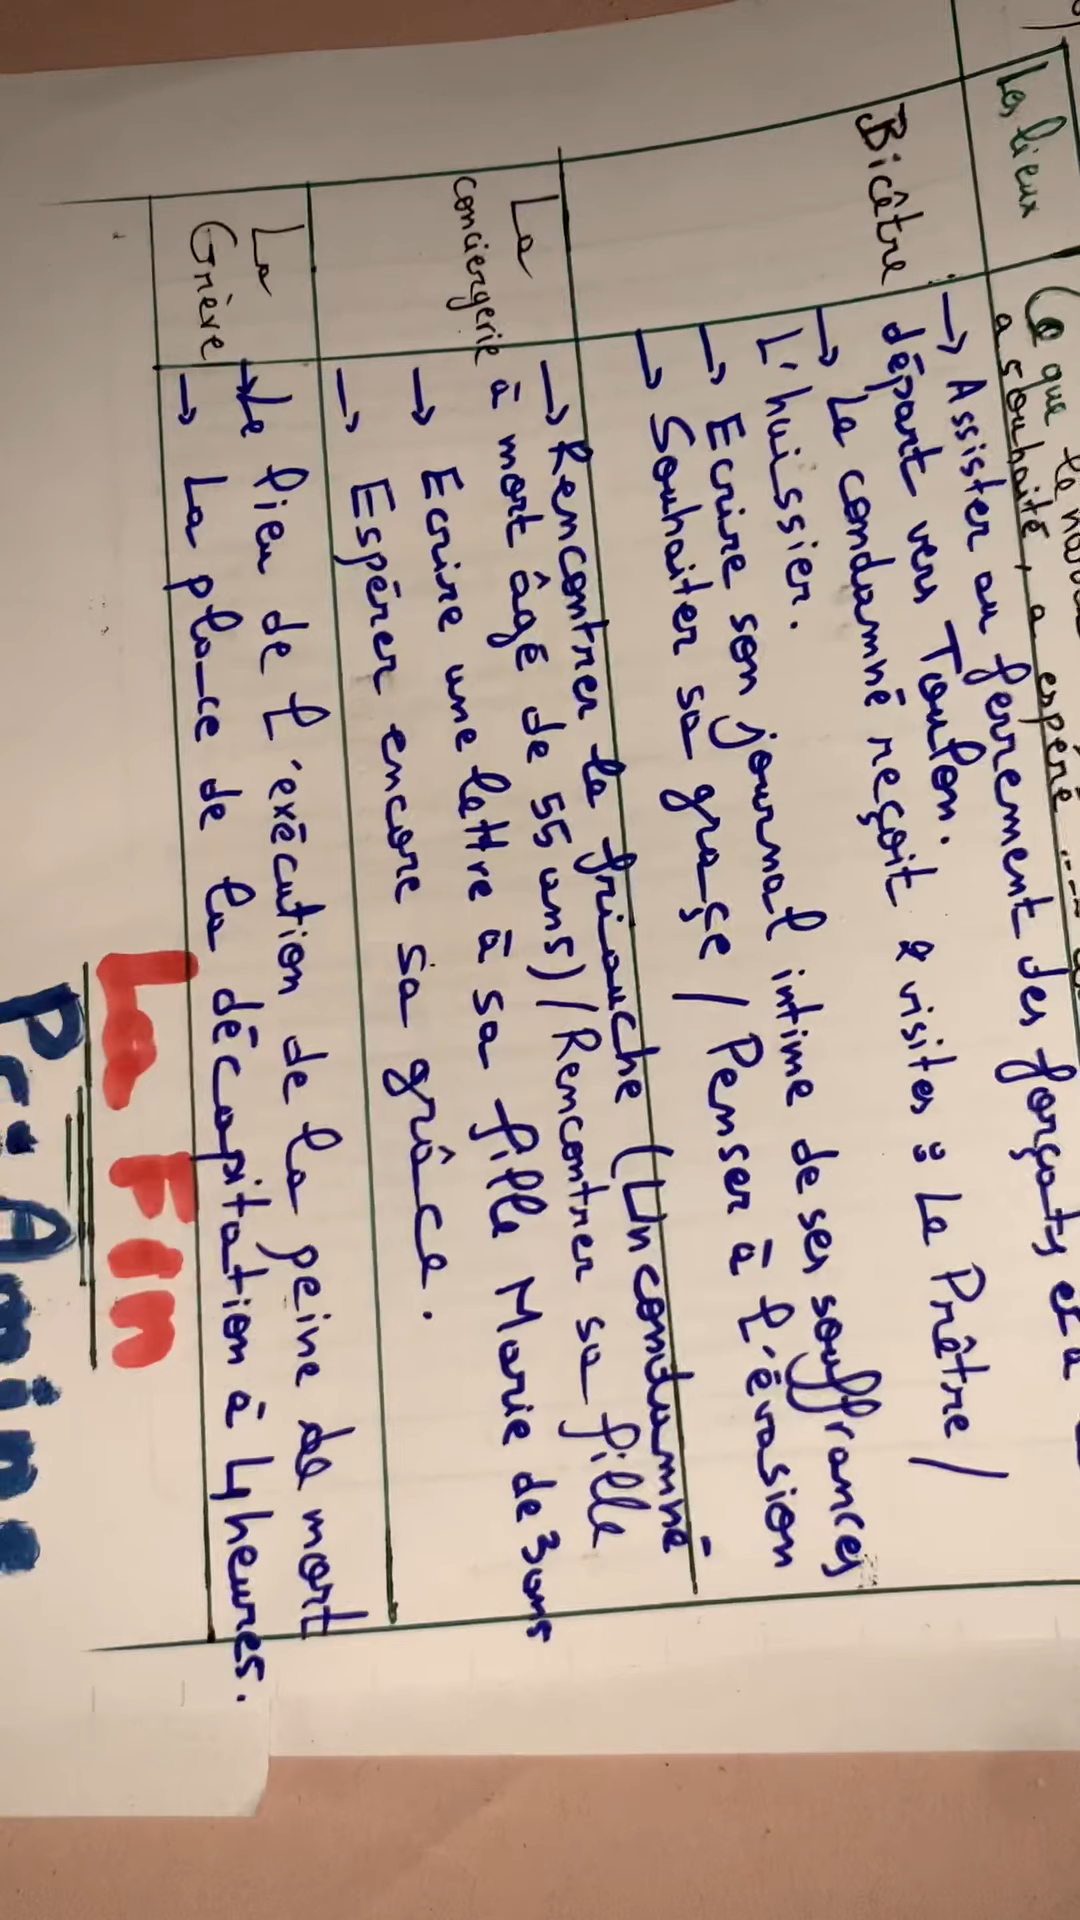 Les lieux
Ce que le
a souhaité, a espéré ...
Bicêtre
→ Assister au ferrement des forçats et à
départ vers Toulon.
→ Le condamné reçoit 2 visites : Le Prêtre /
L'huissier.
→ Ecrire son journal intime de ses souffrances
→ Souhaiter sa graçe / Penser à l'évasion
La
conciergerie
→ Rencontrer le friauche (Un condamné
à mort âgé de 55 ans) / Rencontrer sa fille
→ Ecrire une lettre à sa fille Marie de 3 ans
→ Espérer encore sa grâce.
La
Grève
→ Le lieu de l'exécution de la peine de mort
→ La place de la décapitation à 4 heures.
La Fin
Pr: Amine